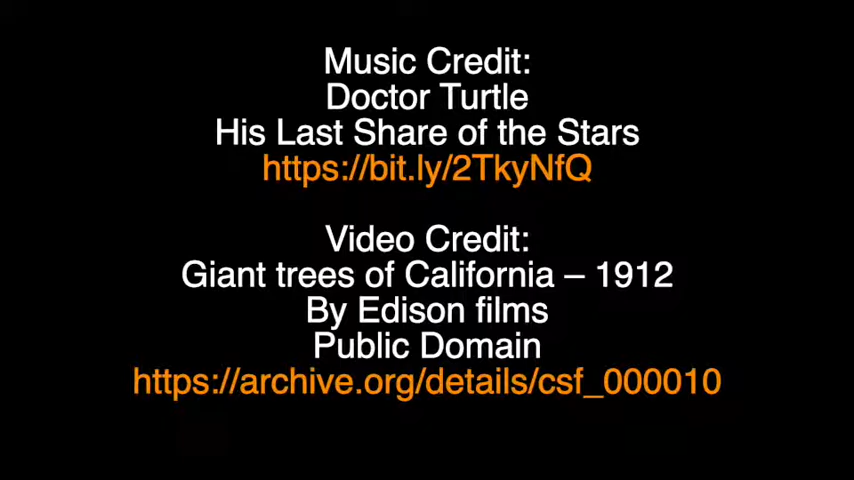 Music Credit:
Doctor Turtle
His Last Share of the Stars
https://bit.ly/2TkyNfQ
Video Credit:
Giant trees of California – 1912
By Edison films
Public Domain
https://archive.org/details/csf_000010